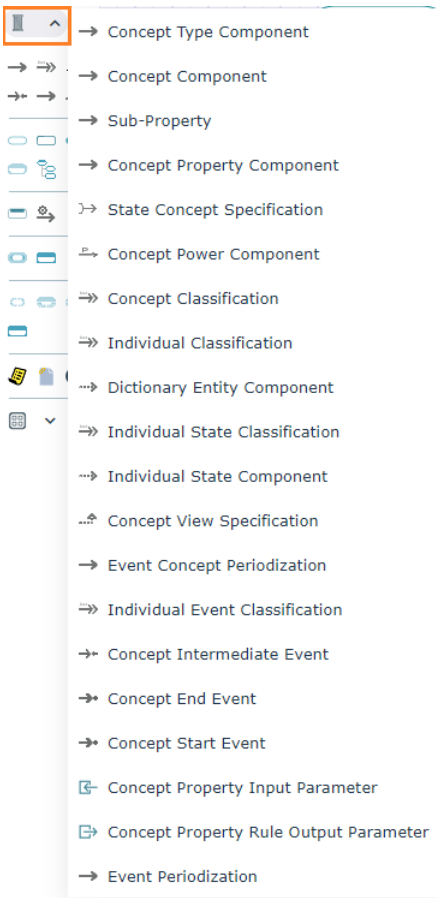 Concept Type Component
Concept Component
Sub-Property
Concept Property Component
State Concept Specification
Concept Power Component
Concept Classification
Individual Classification
Dictionary Entity Component
Individual State Classification
Individual State Component
Concept View Specification
Event Concept Periodization
Individual Event Classification
Concept Intermediate Event
Concept End Event
Concept Start Event
Concept Property Input Parameter
Concept Property Rule Output Parameter
Event Periodization